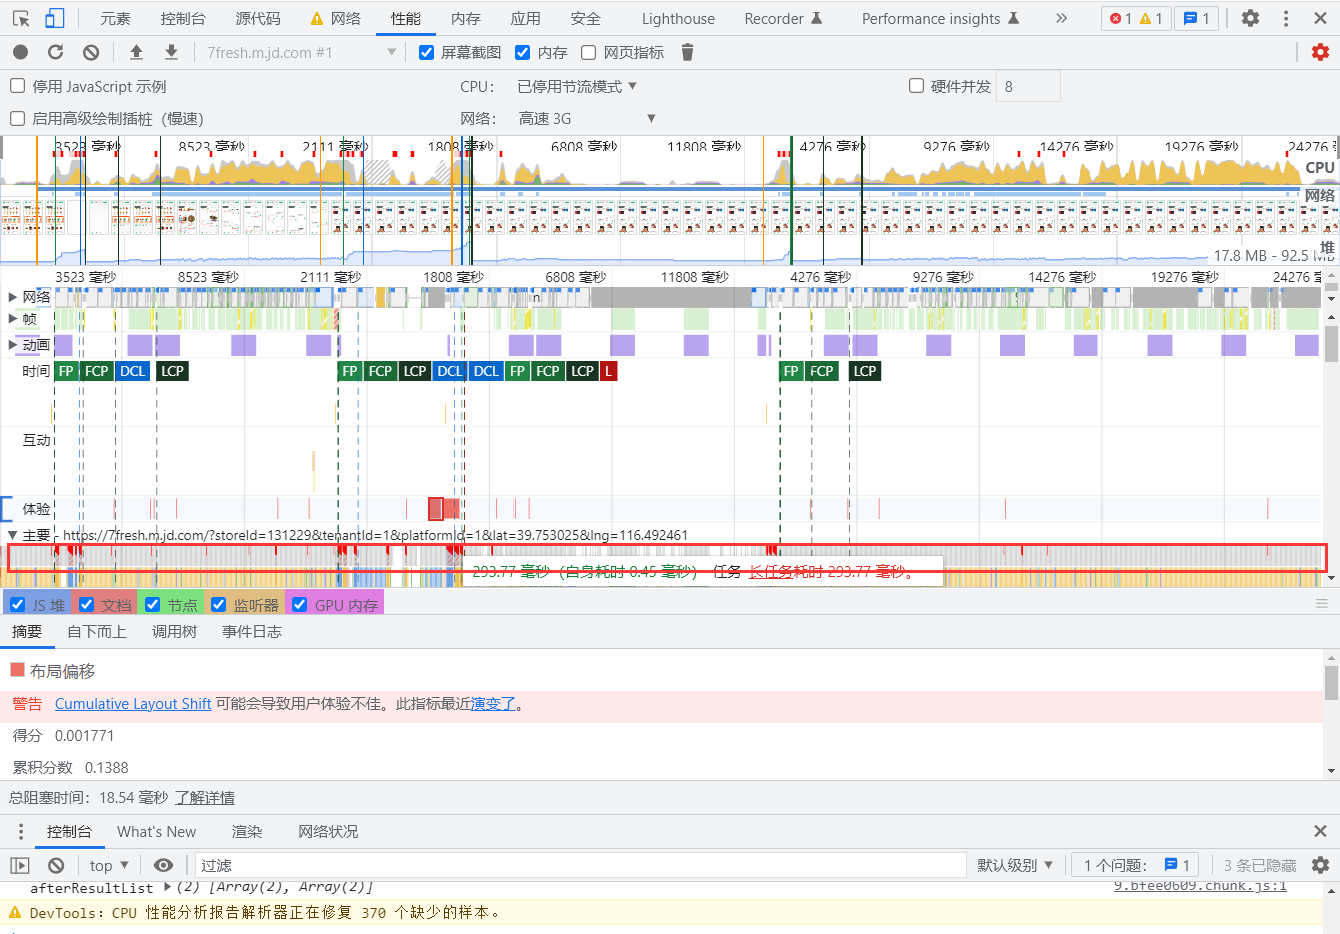 元素 控制台 源代码 网络 性能 内存 应用 安全 Lighthouse Recorder Performance insights » 1 1 1
7fresh.m.jd.com #1 屏幕截图 内存 网页指标
停用 JavaScript 示例 CPU： 已停用节流模式 硬件并发 8
启用高级绘制插桩（慢速） 网络： 高速 3G
3523 毫秒 8523 毫秒 2111 毫秒 1808 毫秒 6808 毫秒 11808 毫秒 4276 毫秒 9276 毫秒 14276 毫秒 19276 毫秒 24276 毫
CPU
网络
堆
17.8 MB - 92.5 MB
3523 毫秒 8523 毫秒 2111 毫秒 1808 毫秒 6808 毫秒 11808 毫秒 4276 毫秒 9276 毫秒 14276 毫秒 19276 毫秒 24276 毫
网络 n
帧
动画
时间 FP FCP DCL LCP FP FCP LCP DCL DCL FP FCP LCP L FP FCP LCP
互动
体验
主要 - https://7fresh.m.jd.com/?storeId=131229&tenantId=1&platformId=1&lat=39.753025&lng=116.492461
293.77 毫秒（自身耗时 0.45 毫秒） 任务 长任务耗时 293.77 毫秒。
JS 堆 文档 节点 监听器 GPU 内存
摘要 自下而上 调用树 事件日志
布局偏移
警告 Cumulative Layout Shift 可能会导致用户体验不佳。此指标最近演变了。
得分 0.001771
累积分数 0.1388
总阻塞时间：18.54 毫秒 了解详情
控制台 What's New 渲染 网络状况
top 过滤 默认级别 1 个问题： 1 3 条已隐藏
afterResultList (2) [Array(2), Array(2)] 9.bfee0609.chunk.js:1
DevTools：CPU 性能分析报告解析器正在修复 370 个缺少的样本。